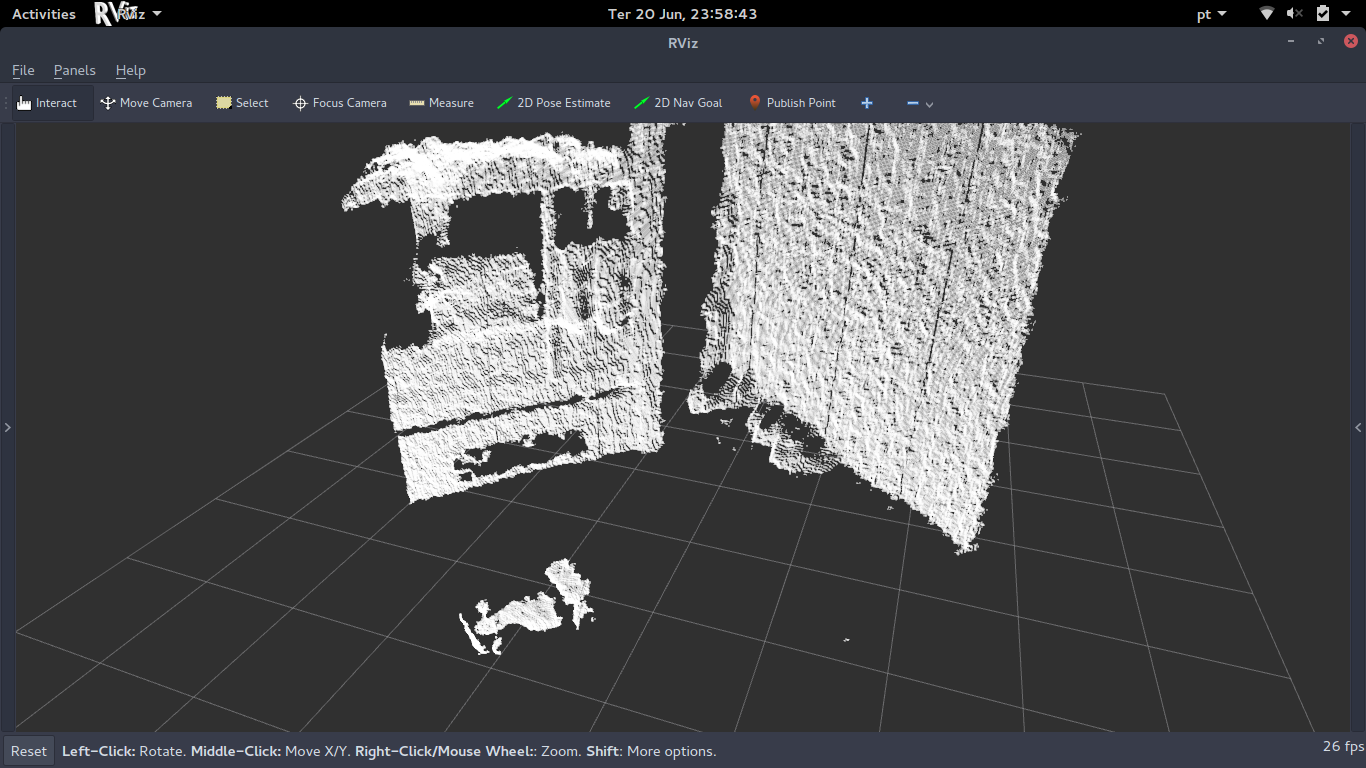 Activities RViz RViz Ter 20 Jun, 23:58:43 pt
RViz
File Panels Help
Interact Move Camera Select Focus Camera Measure 2D Pose Estimate 2D Nav Goal Publish Point
Reset Left-Click: Rotate. Middle-Click: Move X/Y. Right-Click/Mouse Wheel:: Zoom. Shift: More options. 26 fps